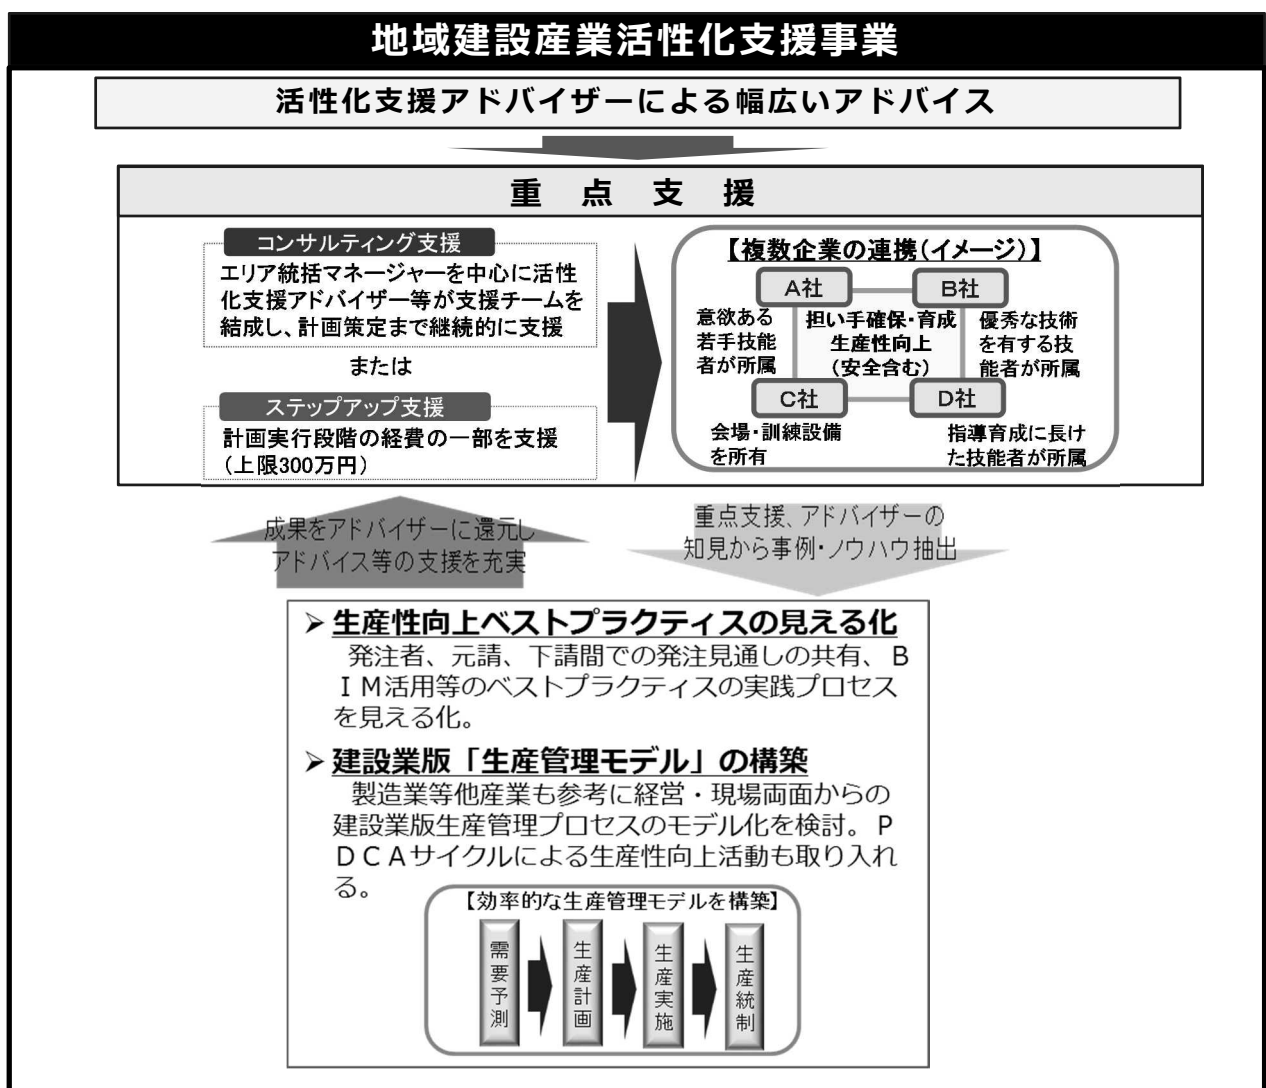 地域建設産業活性化支援事業
活性化支援アドバイザーによる幅広いアドバイス
重点支援
コンサルティング支援
エリア統括マネージャーを中心に活性
化支援アドバイザー等が支援チームを
結成し、計画策定まで継続的に支援
または
ステップアップ支援
計画実行段階の経費の一部を支援
(上限300万円)
【複数企業の連携(イメージ)】
A社
B社
意欲ある
若手技能
者が所属
担い手確保・育成
生産性向上
(安全含む)
優秀な技術
を有する技
能者が所属
C社
D社
会場・訓練設備
を所有
指導育成に長け
た技能者が所属
成果をアドバイザーに還元し
アドバイス等の支援を充実
重点支援、アドバイザーの
知見から事例・ノウハウ抽出
➢ 生産性向上ベストプラクティスの見える化
発注者、元請、下請間での発注見通しの共有、B
IM活用等のベストプラクティスの実践プロセス
を見える化。
➢ 建設業版「生産管理モデル」の構築
製造業等他産業も参考に経営・現場両面からの
建設業版生産管理プロセスのモデル化を検討。P
DCAサイクルによる生産性向上活動も取り入れ
る。
【効率的な生産管理モデルを構築】
需要予測
生産計画
生産実施
生産統制